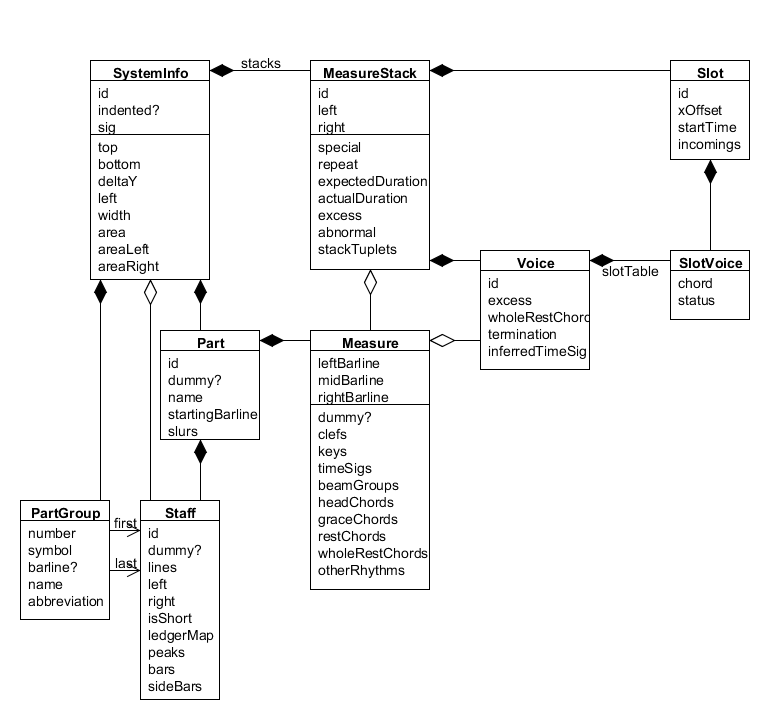 SystemInfo
id
indented?
sig
top
bottom
deltaY
left
width
area
areaLeft
areaRight
stacks
MeasureStack
id
left
right
special
repeat
expectedDuration
actualDuration
excess
abnormal
stackTuplets
Slot
id
xOffset
startTime
incomings
Voice
id
excess
wholeRestChord
termination
inferredTimeSig
slotTable
SlotVoice
chord
status
Part
id
dummy?
name
startingBarline
slurs
Measure
leftBarline
midBarline
rightBarline
dummy?
clefs
keys
timeSigs
beamGroups
headChords
graceChords
restChords
wholeRestChords
otherRhythms
PartGroup
number
symbol
barline?
name
abbreviation
first
last
Staff
id
dummy?
lines
left
right
isShort
ledgerMap
peaks
bars
sideBars